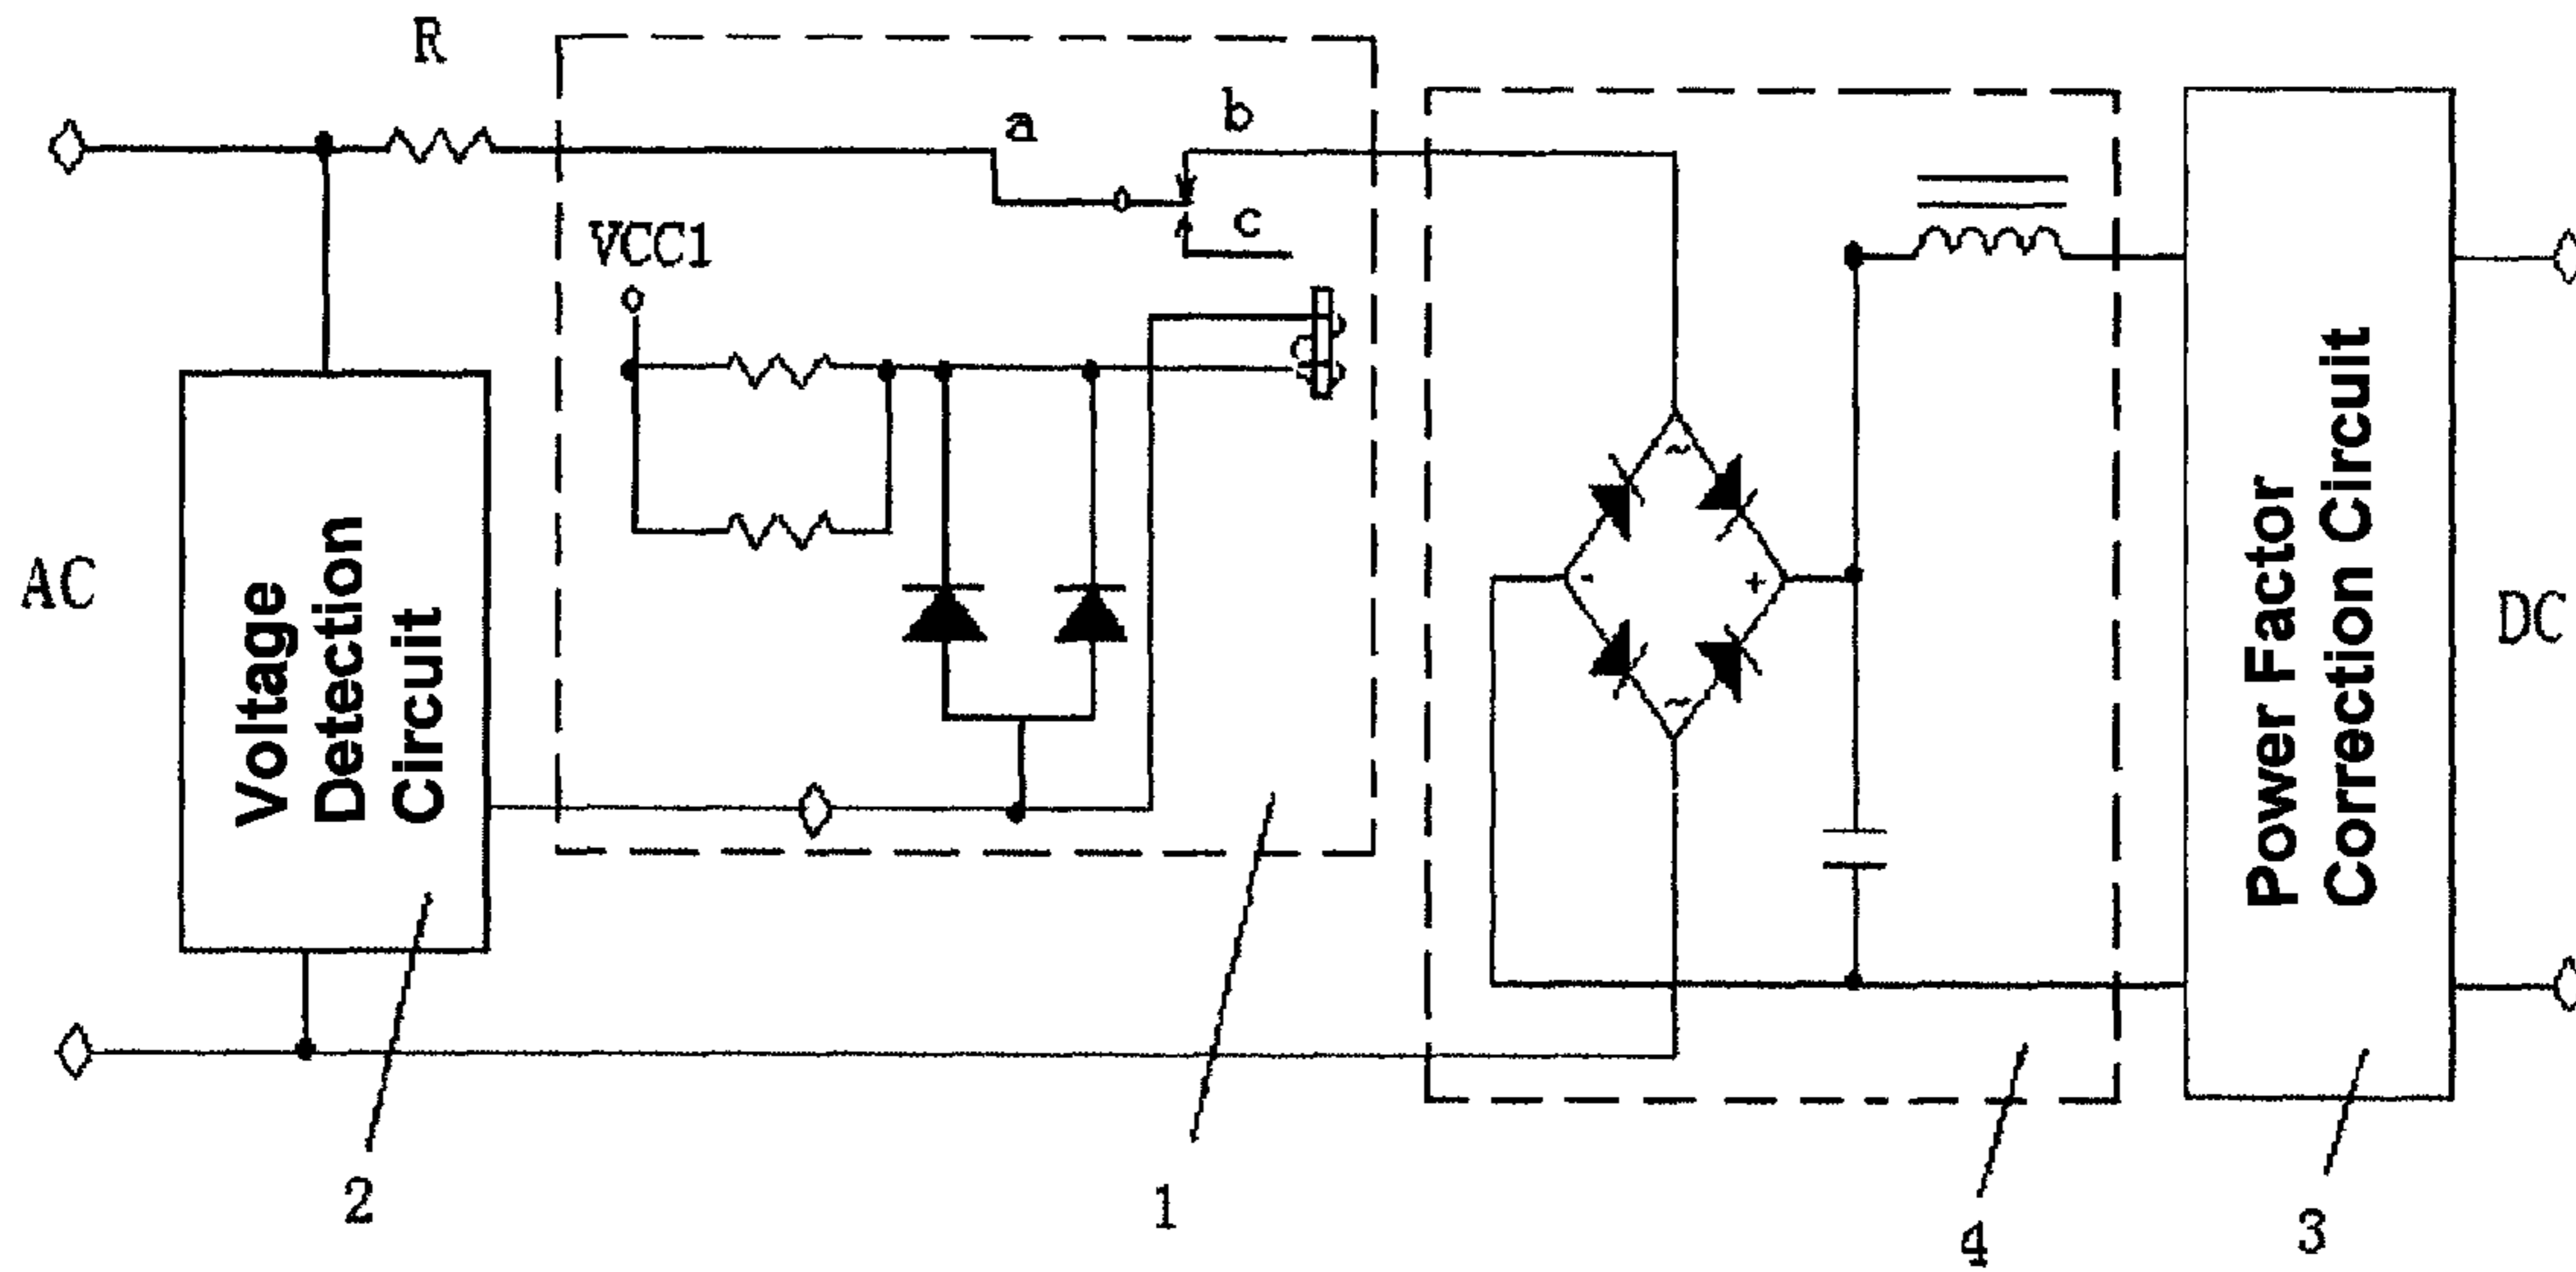 R
a
b
c
VCC1
AC
Voltage
Detection
Circuit
~
-
+
~
Power Factor
Correction Circuit
DC
2
1
4
3